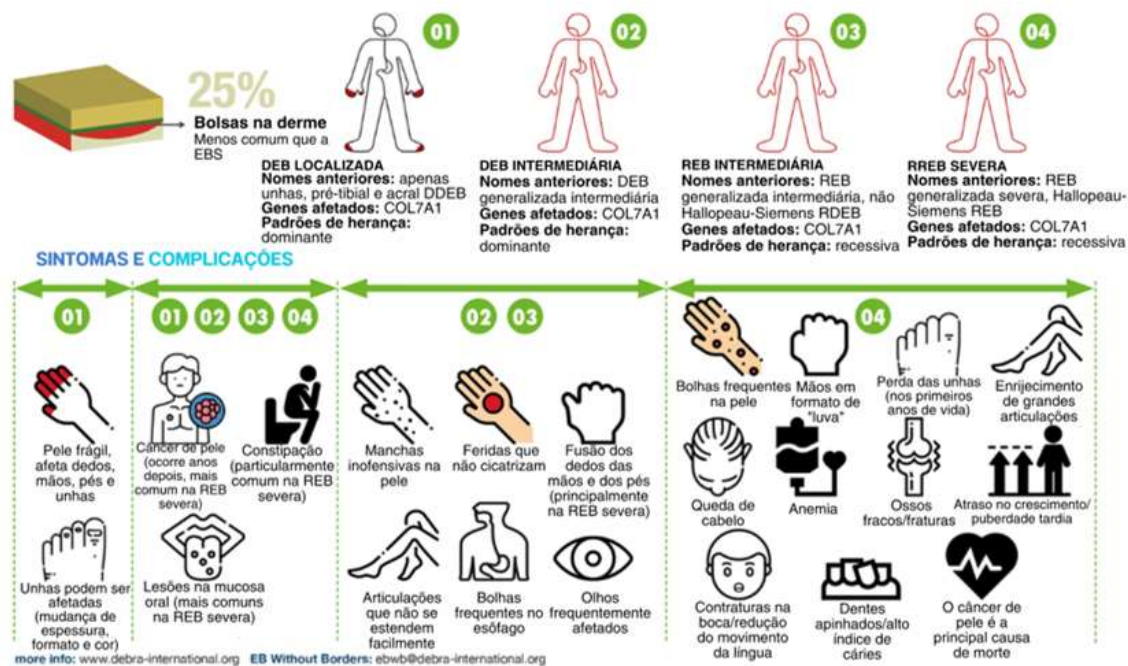 01
02
03
04
25%
Bolsas na derme
Menos comum que a
EBS
DEB LOCALIZADA
Nomes anteriores: apenas
unhas, pré-tibial e acral DDEB
Genes afetados: COL7A1
Padrões de herança:
dominante
DEB INTERMEDIÁRIA
Nomes anteriores: DEB
generalizada intermediária
Genes afetados: COL7A1
Padrões de herança:
dominante
REB INTERMEDIÁRIA
Nomes anteriores: REB
generalizada intermediária, não
Hallopeau-Siemens RDEB
Genes afetados: COL7A1
Padrões de herança: recessiva
RREB SEVERA
Nomes anteriores: REB
generalizada severa, Hallopeau-
Siemens REB
Genes afetados: COL7A1
Padrões de herança: recessiva
SINTOMAS E COMPLICAÇÕES
01
Pele frágil,
afeta dedos,
mãos, pés e
unhas
Unhas podem ser
afetadas
(mudança de
espessura,
formato e cor)
01 02 03 04
Câncer de pele
(ocorre anos
depois, mais
comum na REB
severa)
Constipação
(particularmente
comum na REB
severa)
Lesões na mucosa
oral (mais comuns
na REB severa)
02 03
Manchas
inofensivas na
pele
Feridas que
não cicatrizam
Fusão dos
dedos das
mãos e dos pés
(principalmente
na REB severa)
Articulações
que não se
estendem
facilmente
Bolhas
frequentes no
esôfago
Olhos
frequentemente
afetados
04
Bolhas frequentes
na pele
Mãos em
formato de
"luva"
Perda das unhas
(nos primeiros
anos de vida)
Enrijecimento
de grandes
articulações
Queda de
cabelo
Anemia
Ossos
fracos/fraturas
Atraso no crescimento/
puberdade tardia
Contraturas na
boca/redução
do movimento
da língua
Dentes
apinhados/alto
índice de
cáries
O câncer de
pele é a
principal causa
de morte
more info: www.debra-international.org EB Without Borders: ebwb@debra-international.org